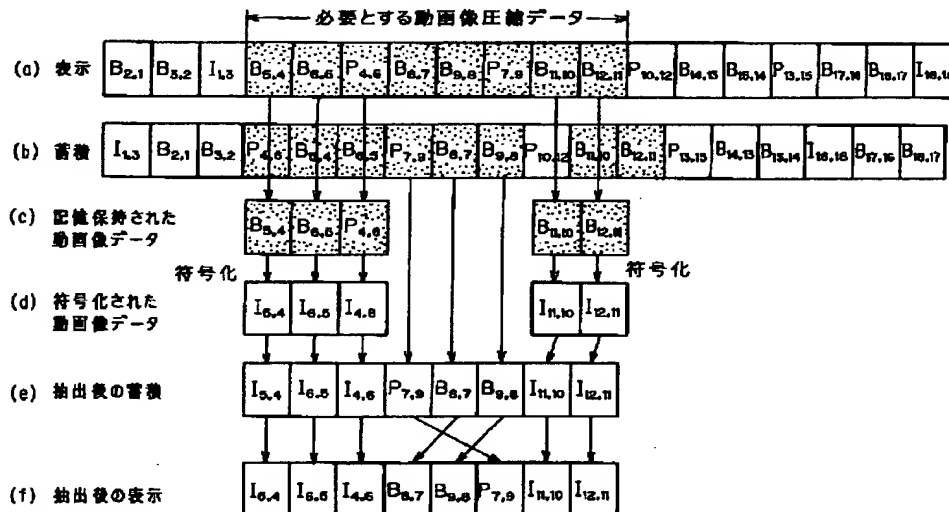 必要とする動画像圧縮データ
(a) 表示 B2,1 B3,2 I1,3 B5,4 B6,5 P4,6 B8,7 B9,8 P7,9 B11,10 B12,11 P10,12 B14,13 B15,14 P13,15 B17,16 B18,17
(b) 蓄積 I1,3 B2,1 B3,2 P4,6 B5,4 B6,5 P7,9 B8,7 B9,8 P10,12 B11,10 B12,11 P13,15 B14,13 B15,14 I16,18 B17,16 B18,17
(c) 記憶保持された
動画像データ
B5,4 B6,5 P4,6 B11,10 B12,11
符号化 符号化
(d) 符号化された
動画像データ
I5,4 I6,5 I4,6 I11,10 I12,11
(e) 抽出後の蓄積 I5,4 I6,5 I4,6 P7,9 B8,7 B9,8 I11,10 I12,11
(f) 抽出後の表示 I5,4 I6,5 I4,6 B8,7 B9,8 P7,9 I11,10 I12,11